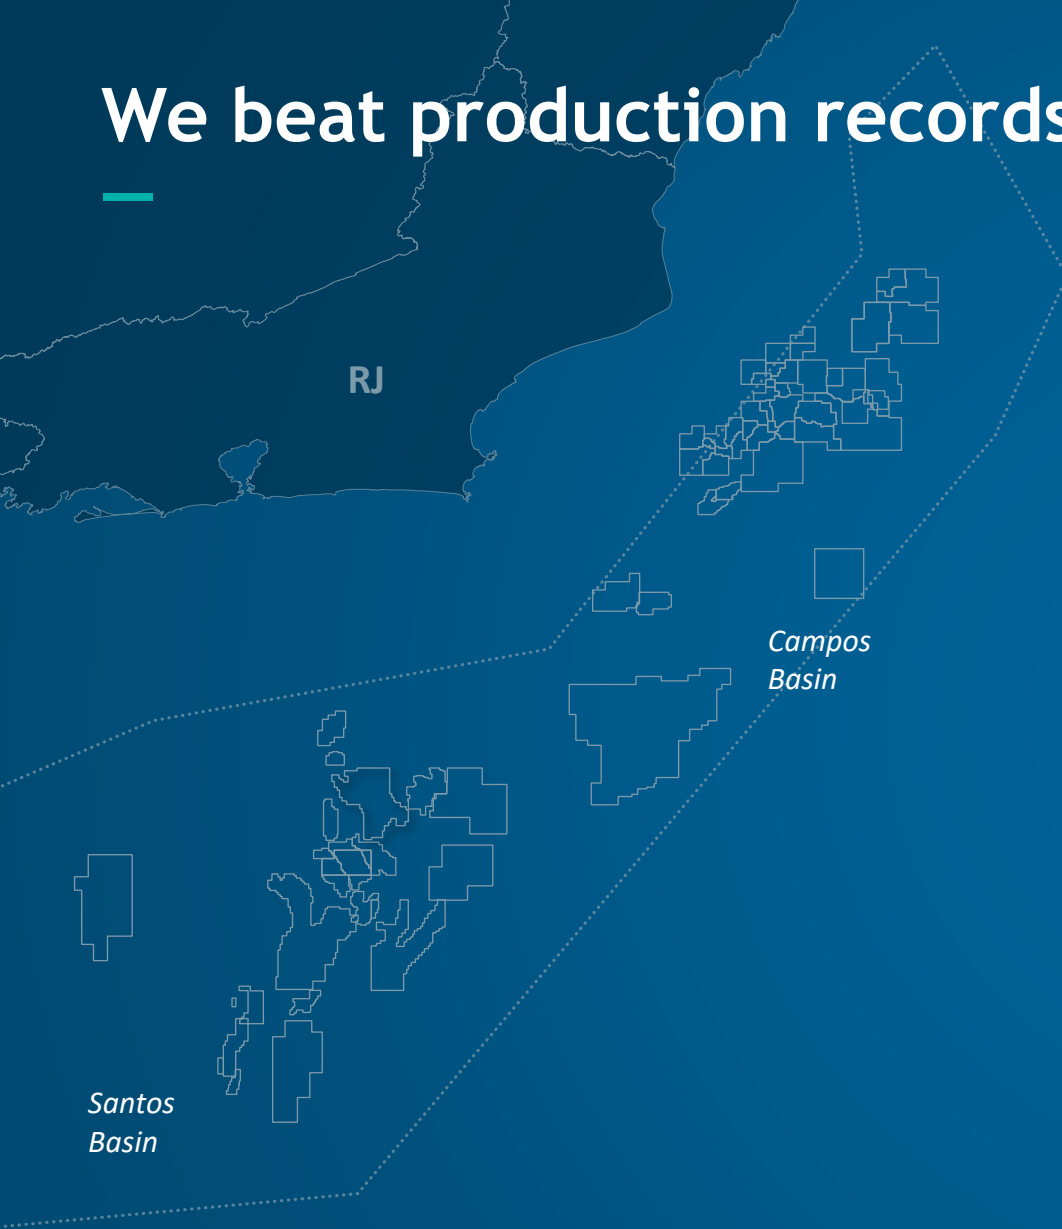 We beat production records
RJ
Campos
Basin
Santos
Basin